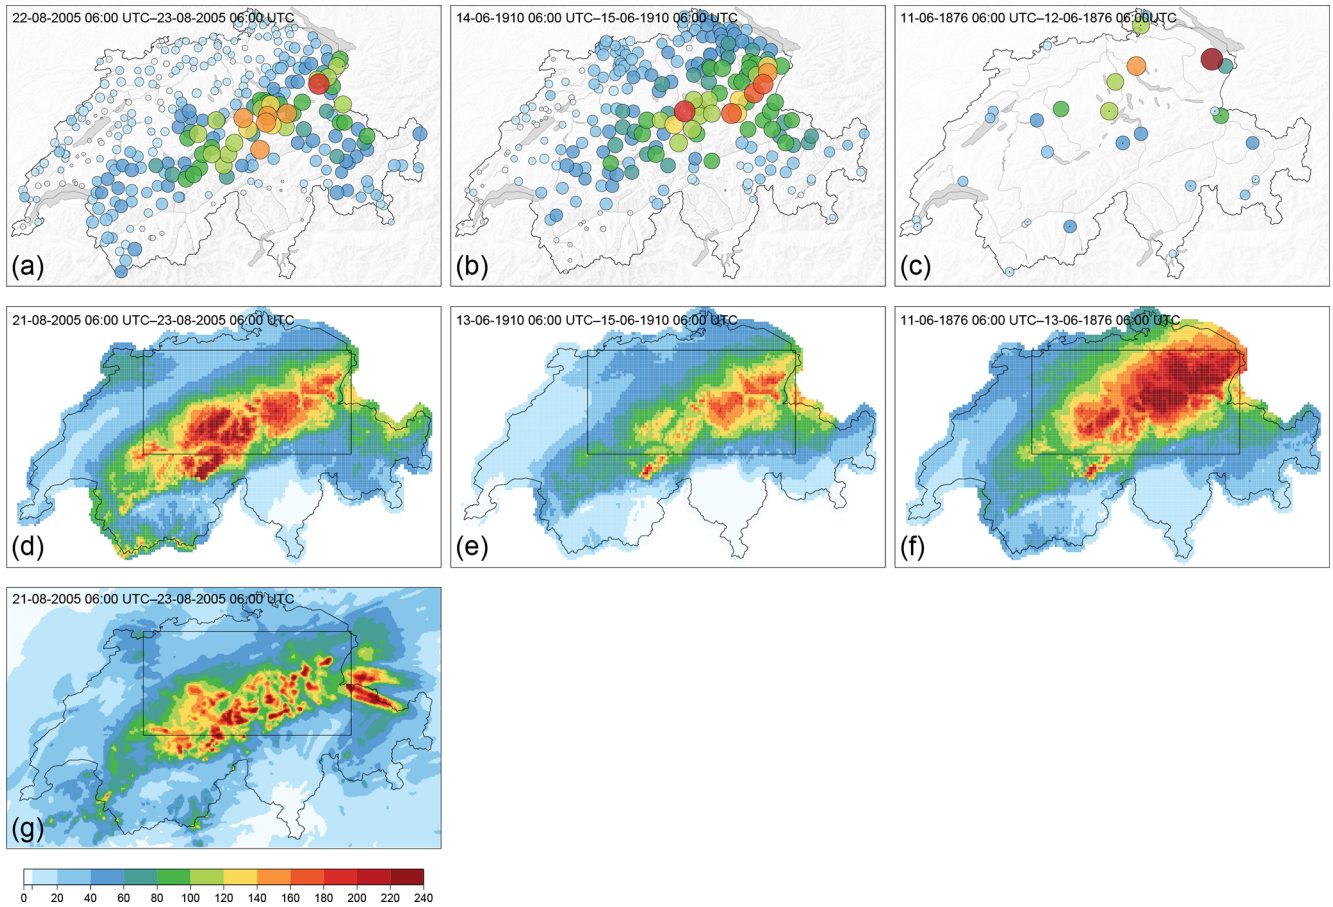 22-08-2005 06:00 UTC–23-08-2005 06:00 UTC
14-06-1910 06:00 UTC–15-06-1910 06:00 UTC
11-06-1876 06:00 UTC–12-06-1876 06:00UTC
(a)
(b)
(c)
21-08-2005 06:00 UTC–23-08-2005 06:00 UTC
13-06-1910 06:00 UTC–15-06-1910 06:00 UTC
11-06-1876 06:00 UTC–13-06-1876 06:00 UTC
(d)
(e)
(f)
21-08-2005 06:00 UTC–23-08-2005 06:00 UTC
(g)
0 20 40 60 80 100 120 140 160 180 200 220 240